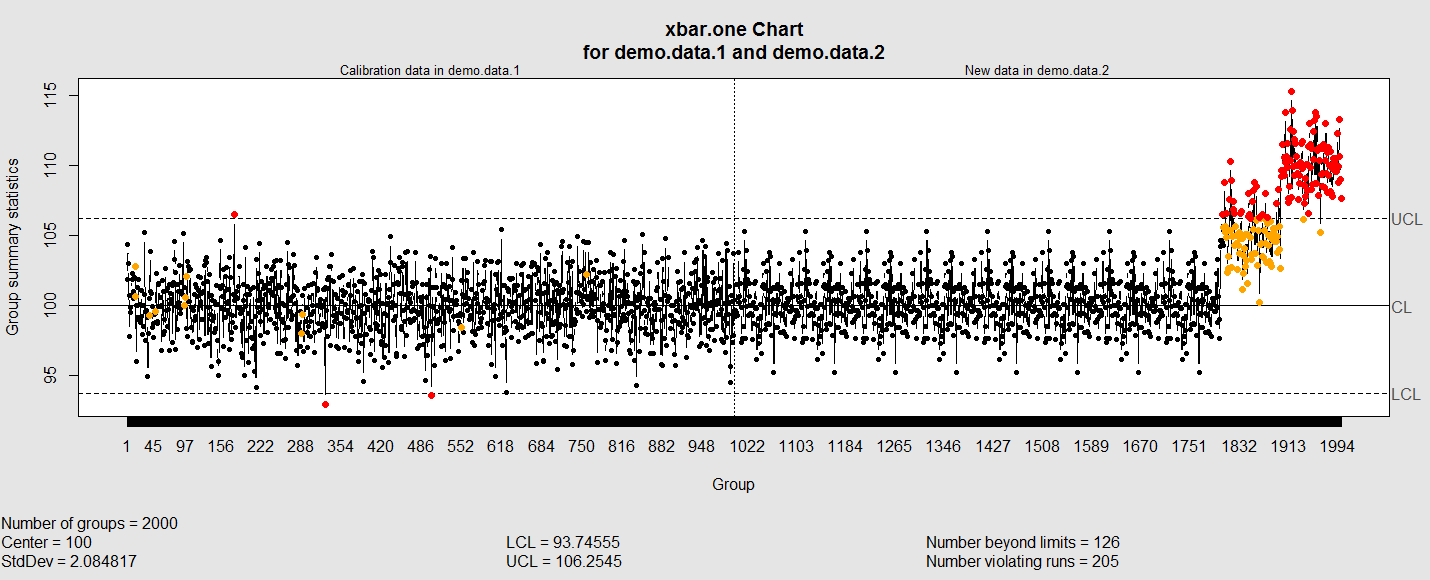 xbar.one Chart
for demo.data.1 and demo.data.2
Calibration data in demo.data.1 New data in demo.data.2
Group summary statistics
115
110
105
100
95
UCL
CL
LCL
1 45 97 156 222 288 354 420 486 552 618 684 750 816 882 948 1022 1103 1184 1265 1346 1427 1508 1589 1670 1751 1832 1913 1994
Group
Number of groups = 2000
Center = 100 LCL = 93.74555 Number beyond limits = 126
StdDev = 2.084817 UCL = 106.2545 Number violating runs = 205